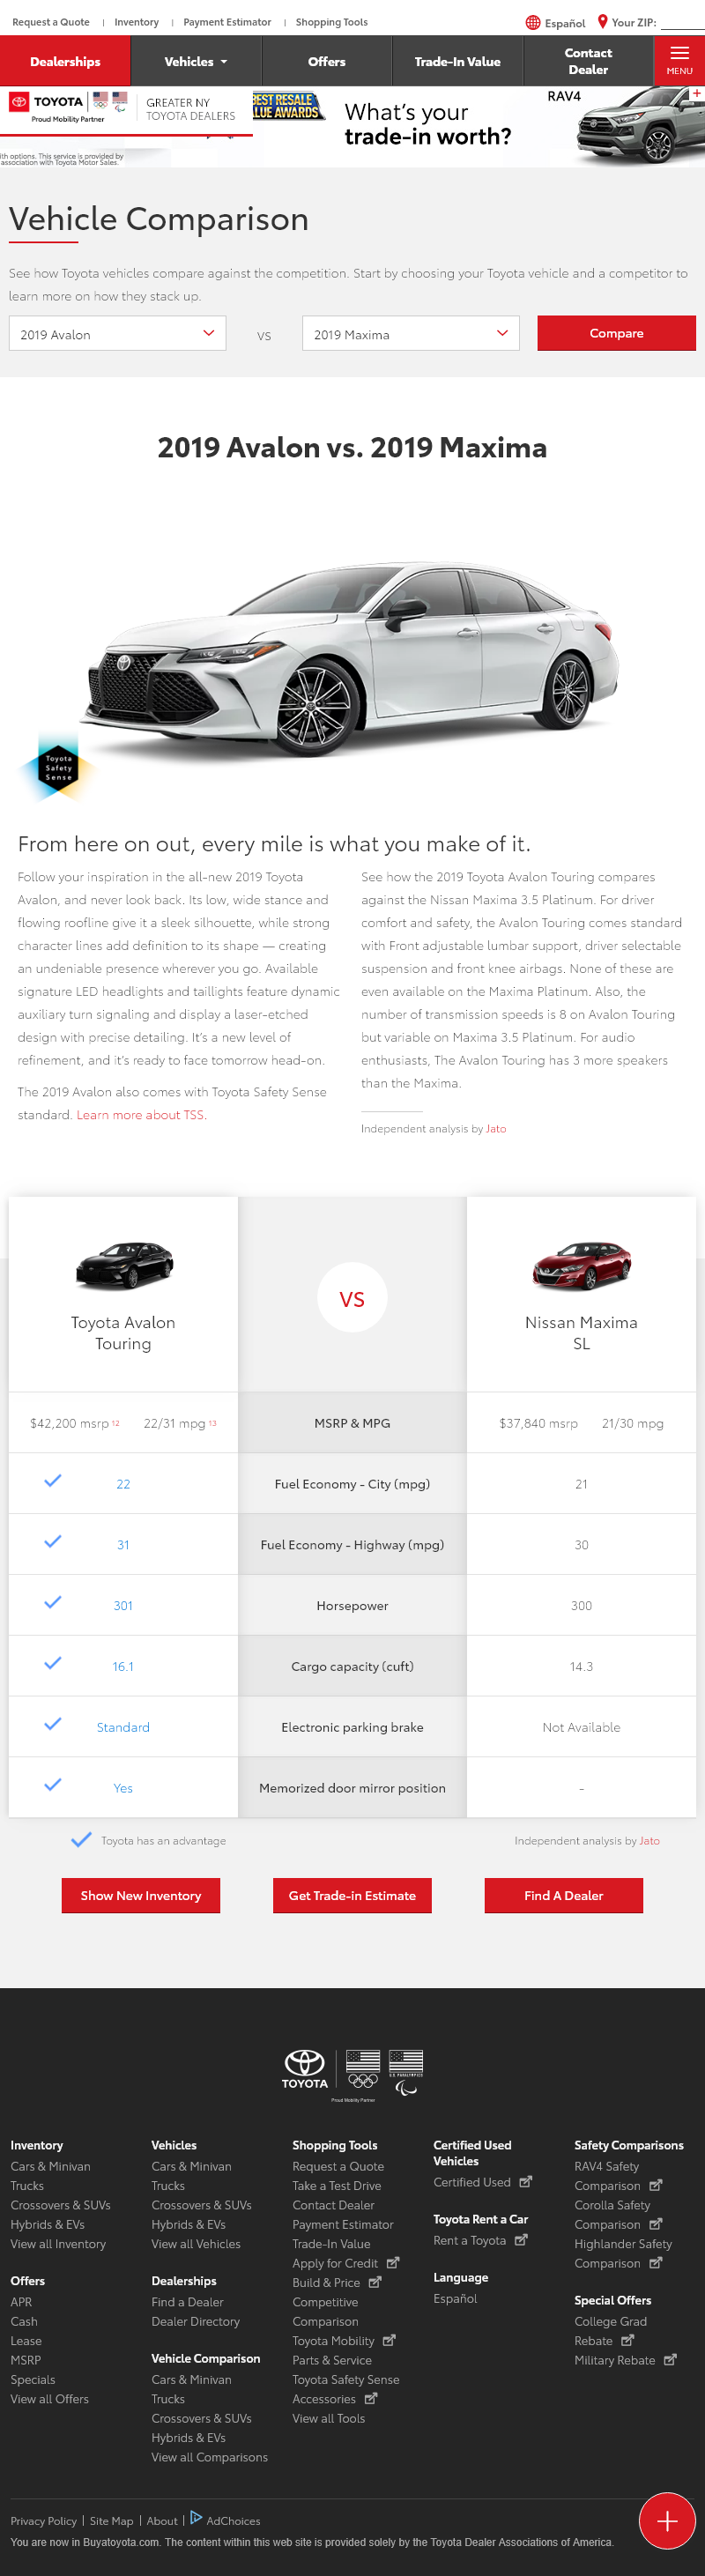 Request a Quote | Inventory | Payment Estimator | Shopping Tools
Español Your ZIP:
Dealerships Vehicles Offers Trade-In Value Contact Dealer MENU
TOYOTA
Proud Mobility Partner
GREATER NY
TOYOTA DEALERS
BEST RESALE
VALUE AWARDS
What's your
trade-in worth?
RAV4
+
ith options. This service is provided by
association with Toyota Motor Sales.
Vehicle Comparison
See how Toyota vehicles compare against the competition. Start by choosing your Toyota vehicle and a competitor to
learn more on how they stack up.
2019 Avalon VS 2019 Maxima Compare
2019 Avalon vs. 2019 Maxima
Toyota
Safety
Sense
From here on out, every mile is what you make of it.
Follow your inspiration in the all-new 2019 Toyota
Avalon, and never look back. Its low, wide stance and
flowing roofline give it a sleek silhouette, while strong
character lines add definition to its shape — creating
an undeniable presence wherever you go. Available
signature LED headlights and taillights feature dynamic
auxiliary turn signaling and display a laser-etched
design with precise detailing. It's a new level of
refinement, and it's ready to face tomorrow head-on.
The 2019 Avalon also comes with Toyota Safety Sense
standard. Learn more about TSS.
See how the 2019 Toyota Avalon Touring compares
against the Nissan Maxima 3.5 Platinum. For driver
comfort and safety, the Avalon Touring comes standard
with Front adjustable lumbar support, driver selectable
suspension and front knee airbags. None of these are
even available on the Maxima Platinum. Also, the
number of transmission speeds is 8 on Avalon Touring
but variable on Maxima 3.5 Platinum. For audio
enthusiasts, The Avalon Touring has 3 more speakers
than the Maxima.
Independent analysis by Jato
Toyota Avalon
Touring
VS
Nissan Maxima
SL
$42,200 msrp 12 22/31 mpg 13 MSRP & MPG $37,840 msrp 21/30 mpg
22 Fuel Economy - City (mpg) 21
31 Fuel Economy - Highway (mpg) 30
301 Horsepower 300
16.1 Cargo capacity (cuft) 14.3
Standard Electronic parking brake Not Available
Yes Memorized door mirror position -
Toyota has an advantage Independent analysis by Jato
Show New Inventory Get Trade-in Estimate Find A Dealer
TOYOTA
U.S. PARALYMPICS
Proud Mobility Partner
Inventory
Cars & Minivan
Trucks
Crossovers & SUVs
Hybrids & EVs
View all Inventory
Offers
APR
Cash
Lease
MSRP
Specials
View all Offers
Vehicles
Cars & Minivan
Trucks
Crossovers & SUVs
Hybrids & EVs
View all Vehicles
Dealerships
Find a Dealer
Dealer Directory
Vehicle Comparison
Cars & Minivan
Trucks
Crossovers & SUVs
Hybrids & EVs
View all Comparisons
Shopping Tools
Request a Quote
Take a Test Drive
Contact Dealer
Payment Estimator
Trade-In Value
Apply for Credit
Build & Price
Competitive
Comparison
Toyota Mobility
Parts & Service
Toyota Safety Sense
Accessories
View all Tools
Certified Used
Vehicles
Certified Used
Toyota Rent a Car
Rent a Toyota
Language
Español
Safety Comparisons
RAV4 Safety
Comparison
Corolla Safety
Comparison
Highlander Safety
Comparison
Special Offers
College Grad
Rebate
Military Rebate
Privacy Policy | Site Map | About | AdChoices
You are now in Buyatoyota.com. The content within this web site is provided solely by the Toyota Dealer Associations of America.